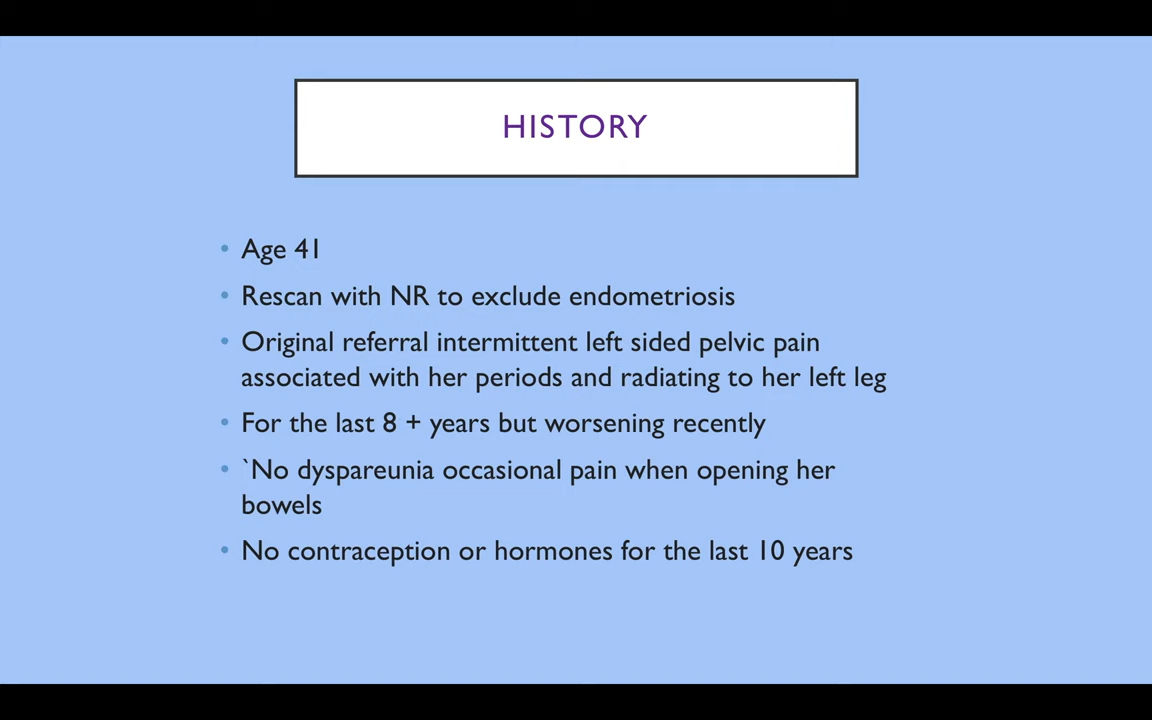 HISTORY
• Age 41
• Rescan with NR to exclude endometriosis
• Original referral intermittent left sided pelvic pain
associated with her periods and radiating to her left leg
• For the last 8 + years but worsening recently
• `No dyspareunia occasional pain when opening her
bowels
• No contraception or hormones for the last 10 years